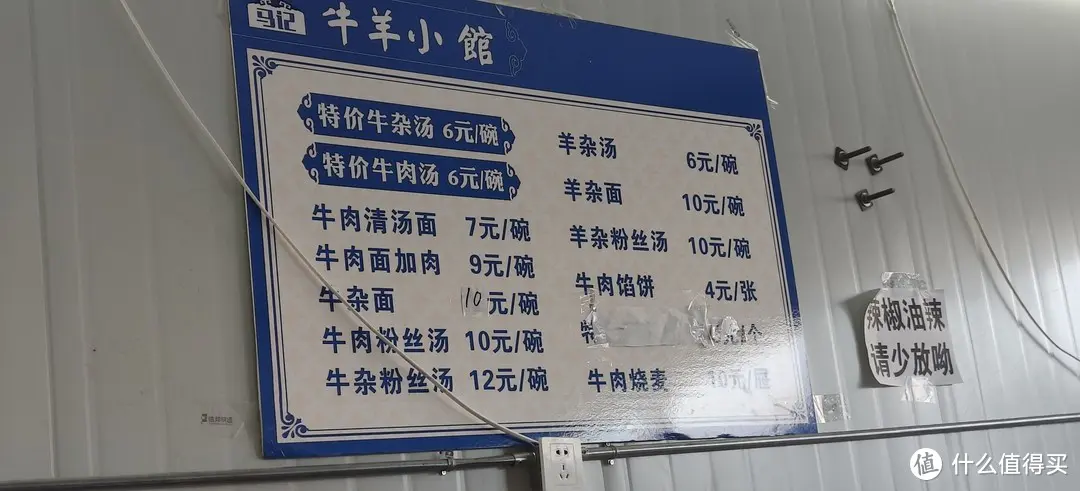 马记 牛羊小館
特价牛杂汤 6元/碗
特价牛肉汤 6元/碗
牛肉清汤面 7元/碗
牛肉面加肉 9元/碗
牛杂面 10元/碗
牛肉粉丝汤 10元/碗
牛杂粉丝汤 12元/碗
羊杂汤 6元/碗
羊杂面 10元/碗
羊杂粉丝汤 10元/碗
牛肉馅饼 4元/张
特
牛肉烧麦 10元/屉
辣椒油辣
请少放呦
值 什么值得买